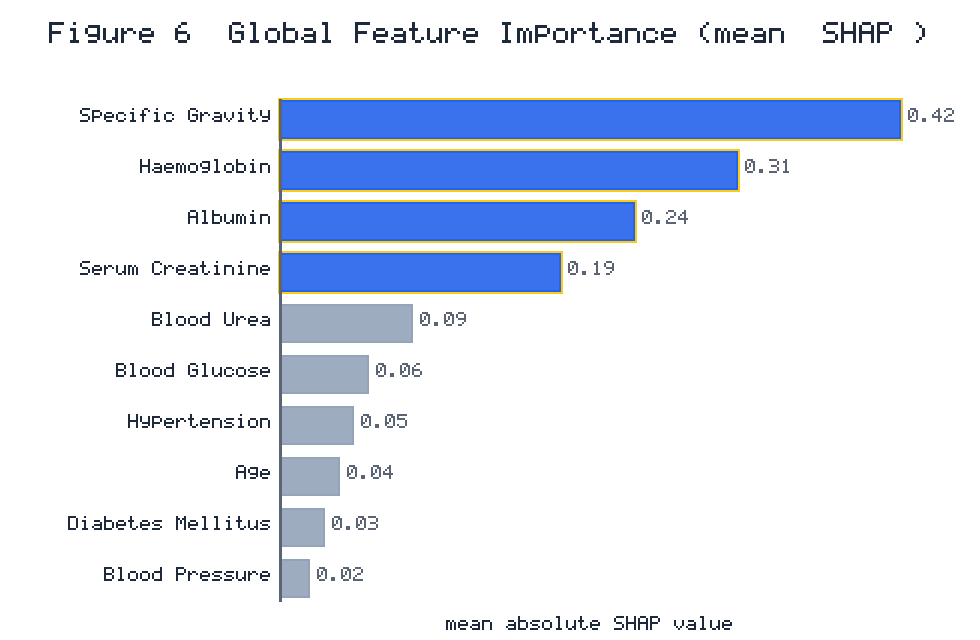 Figure 6  Global Feature Importance (mean  SHAP )
Specific Gravity 0.42
Haemoglobin 0.31
Albumin 0.24
Serum Creatinine 0.19
Blood Urea 0.09
Blood Glucose 0.06
Hypertension 0.05
Age 0.04
Diabetes Mellitus 0.03
Blood Pressure 0.02
mean absolute SHAP value